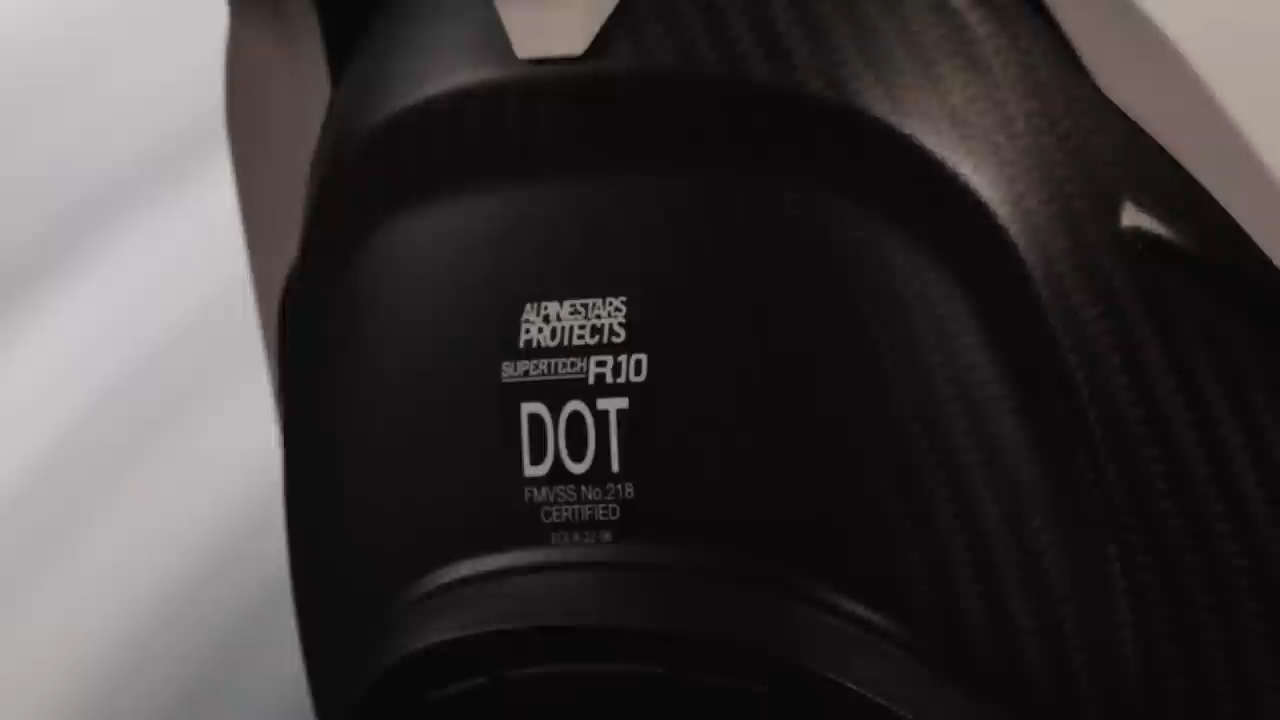 ALPINESTARS
PROTECTS
SUPERTECH R10
DOT
FMVSS No.218
CERTIFIED